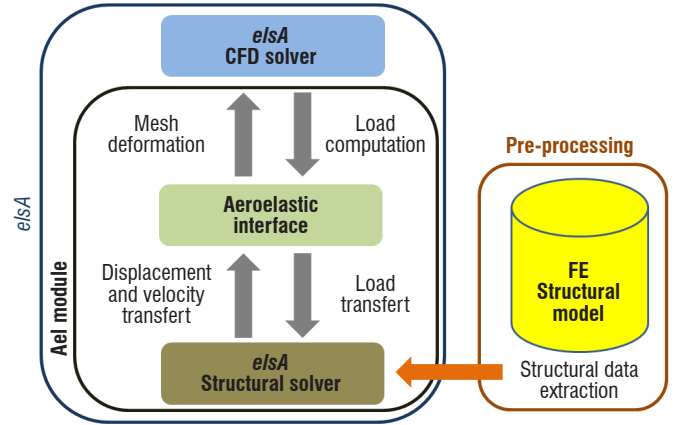 elsA
CFD solver
Mesh
deformation
Load
computation
Pre-processing
elsA
Ael module
Aeroelastic
interface
FE
Structural
model
Displacement
and velocity
transfert
Load
transfert
elsA
Structural solver
Structural data
extraction